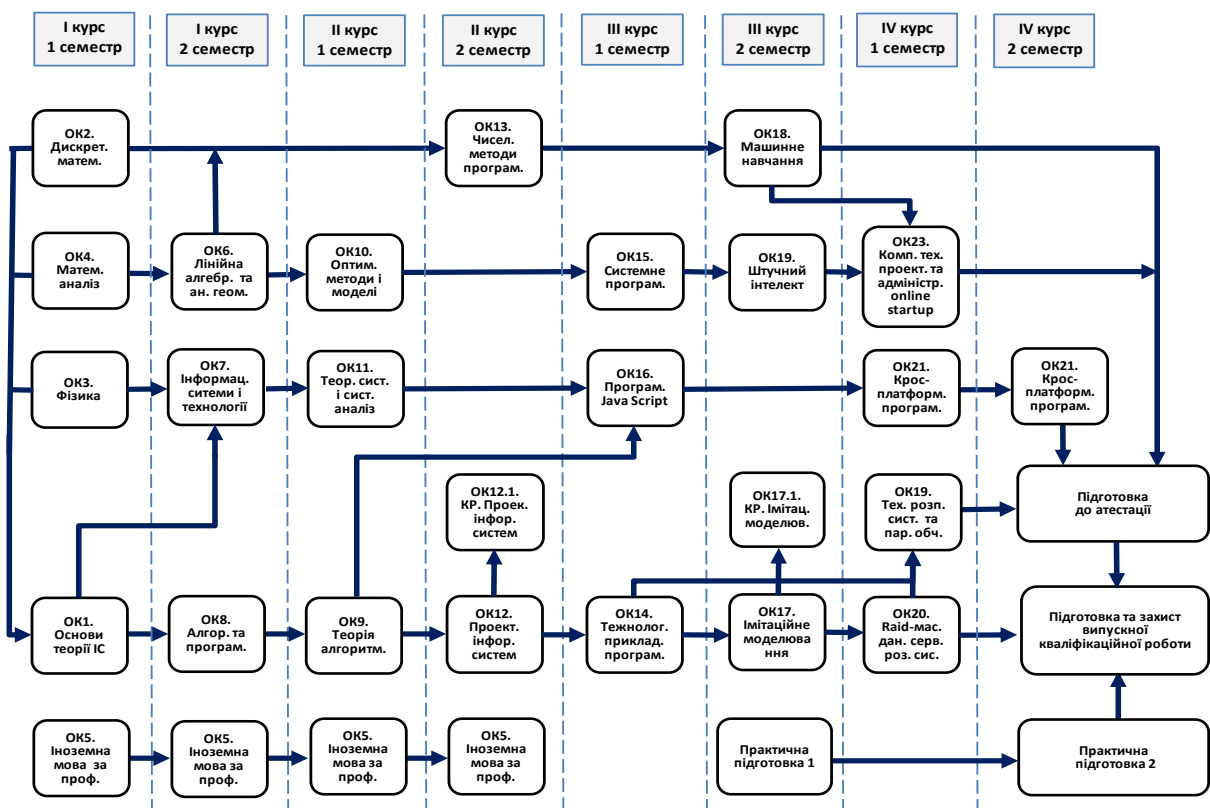 І курс
1 семестр
І курс
2 семестр
ІІ курс
1 семестр
ІІ курс
2 семестр
ІІІ курс
1 семестр
ІІІ курс
2 семестр
IV курс
1 семестр
IV курс
2 семестр
ОК2.
Дискрет.
матем.
ОК13.
Чисел.
методи
програм.
ОК18.
Машинне
навчання
ОК4.
Матем.
аналіз
ОК6.
Лінійна
алгебр. та
ан. геом.
ОК10.
Оптим.
методи і
моделі
ОК15.
Системне
програм.
ОК19.
Штучний
інтелект
ОК23.
Комп. тех.
проект. та
адміністр.
online
startup
ОК3.
Фізика
ОК7.
Інформац.
ситеми і
технології
ОК11.
Теор. сист.
і сист.
аналіз
ОК16.
Програм.
Java Script
ОК21.
Крос-
платформ.
програм.
ОК21.
Крос-
платформ.
програм.
ОК12.1.
КР. Проек.
інфор.
систем
ОК17.1.
КР. Імітац.
моделюв.
ОК19.
Тех. розп.
сист. та
пар. обч.
Підготовка
до атестації
ОК1.
Основи
теорії ІС
ОК8.
Алгор. та
програм.
ОК9.
Теорія
алгоритм.
ОК12.
Проект.
інфор.
систем
ОК14.
Технолог.
приклад.
програм.
ОК17.
Імітаційне
моделюва
ння
ОК20.
Raid-мас.
дан. серв.
роз. сис.
Підготовка та захист
випускної
кваліфікаційної роботи
ОК5.
Іноземна
мова за
проф.
ОК5.
Іноземна
мова за
проф.
ОК5.
Іноземна
мова за
проф.
ОК5.
Іноземна
мова за
проф.
Практична
підготовка 1
Практична
підготовка 2